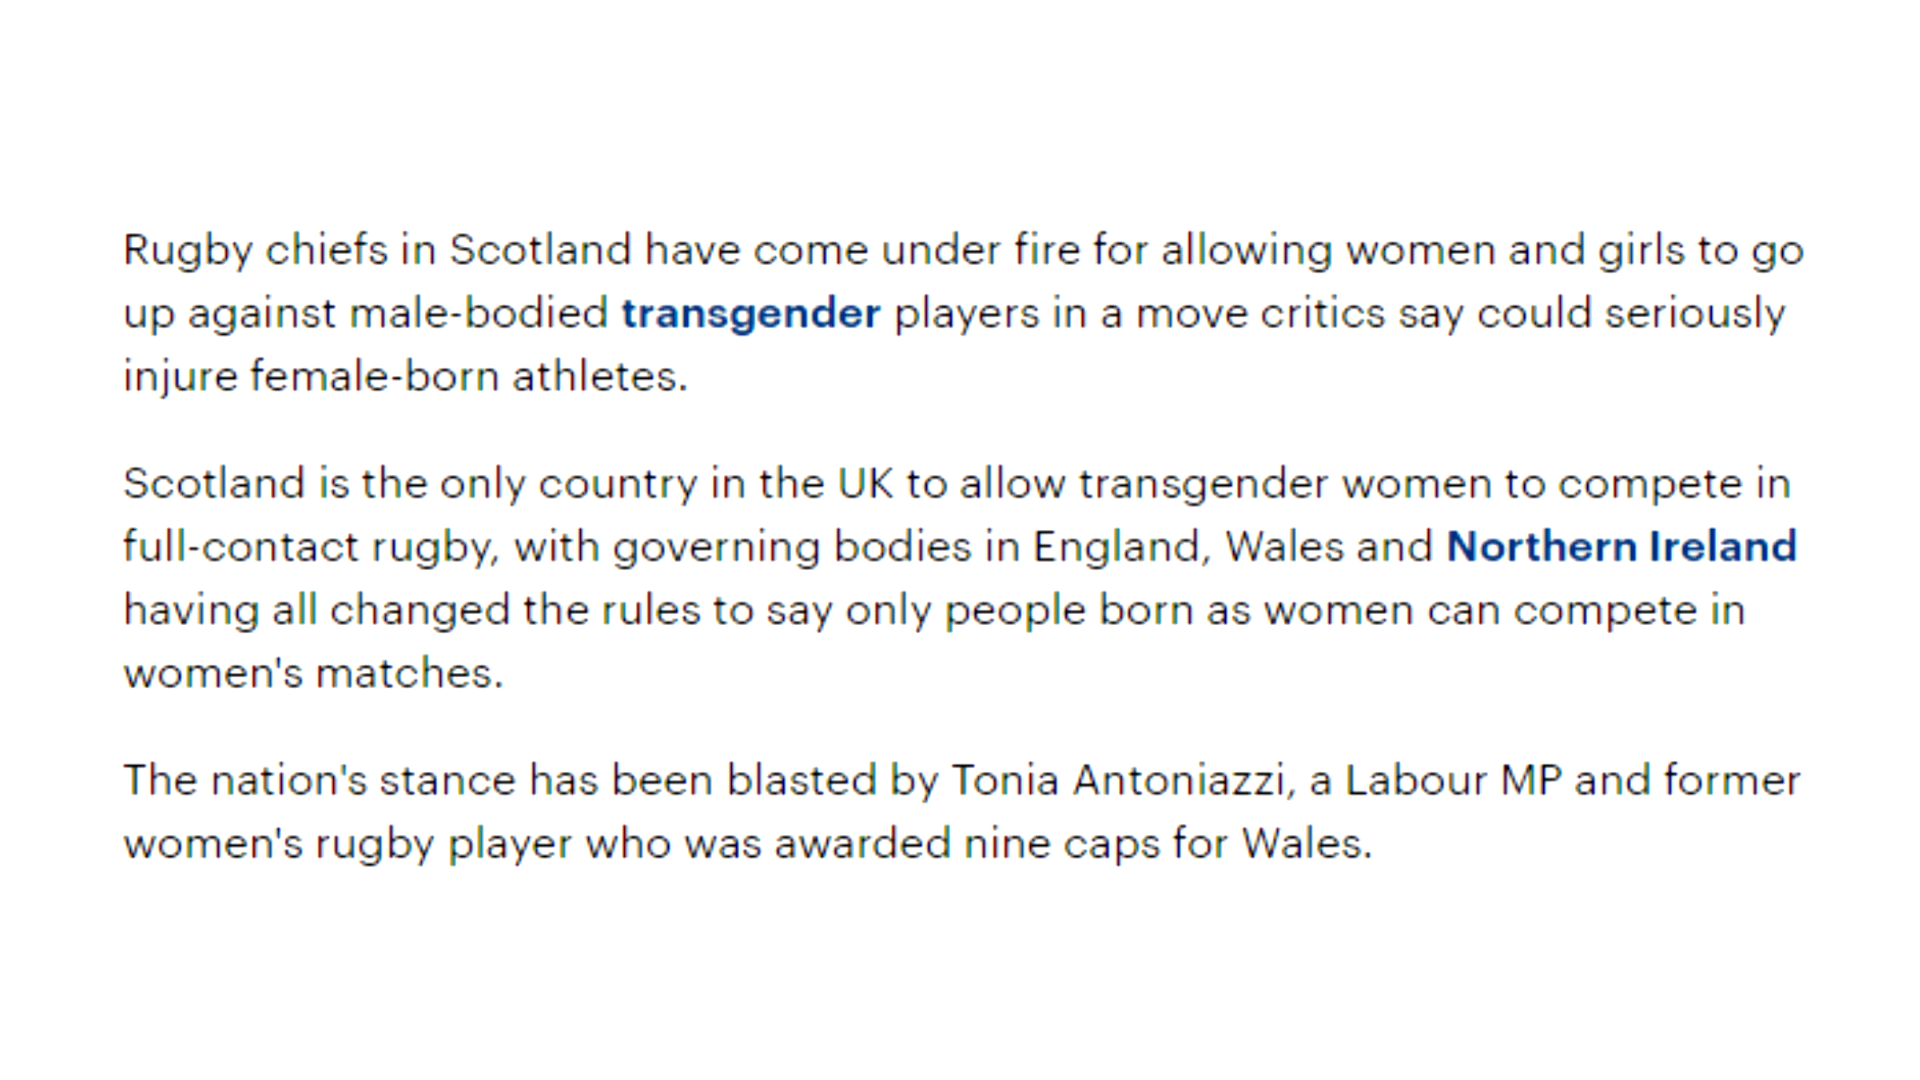 Rugby chiefs in Scotland have come under fire for allowing women and girls to go
up against male-bodied transgender players in a move critics say could seriously
injure female-born athletes.
Scotland is the only country in the UK to allow transgender women to compete in
full-contact rugby, with governing bodies in England, Wales and Northern Ireland
having all changed the rules to say only people born as women can compete in
women's matches.
The nation's stance has been blasted by Tonia Antoniazzi, a Labour MP and former
women's rugby player who was awarded nine caps for Wales.